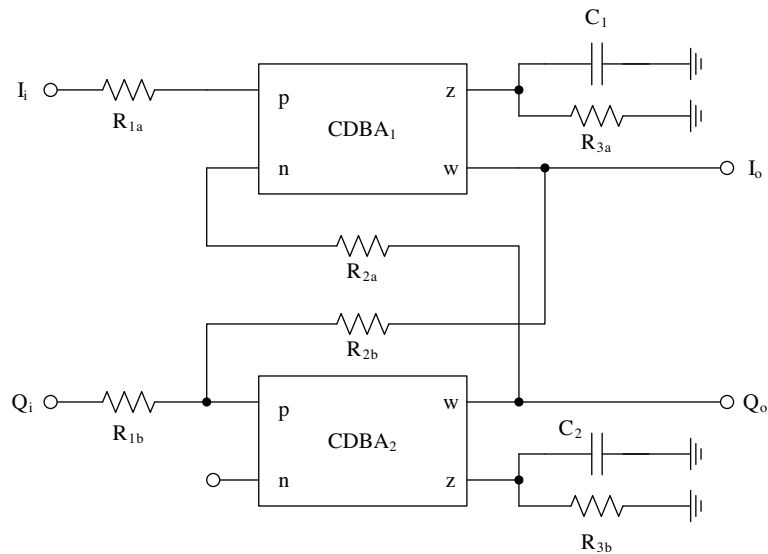 C₁
Iᵢ
R₁ₐ
p
CDBA₁
z
R₃ₐ
n
w
Iₒ
R₂ₐ
R₂b
Qᵢ
R₁b
p
CDBA₂
w
Qₒ
C₂
n
z
R₃b